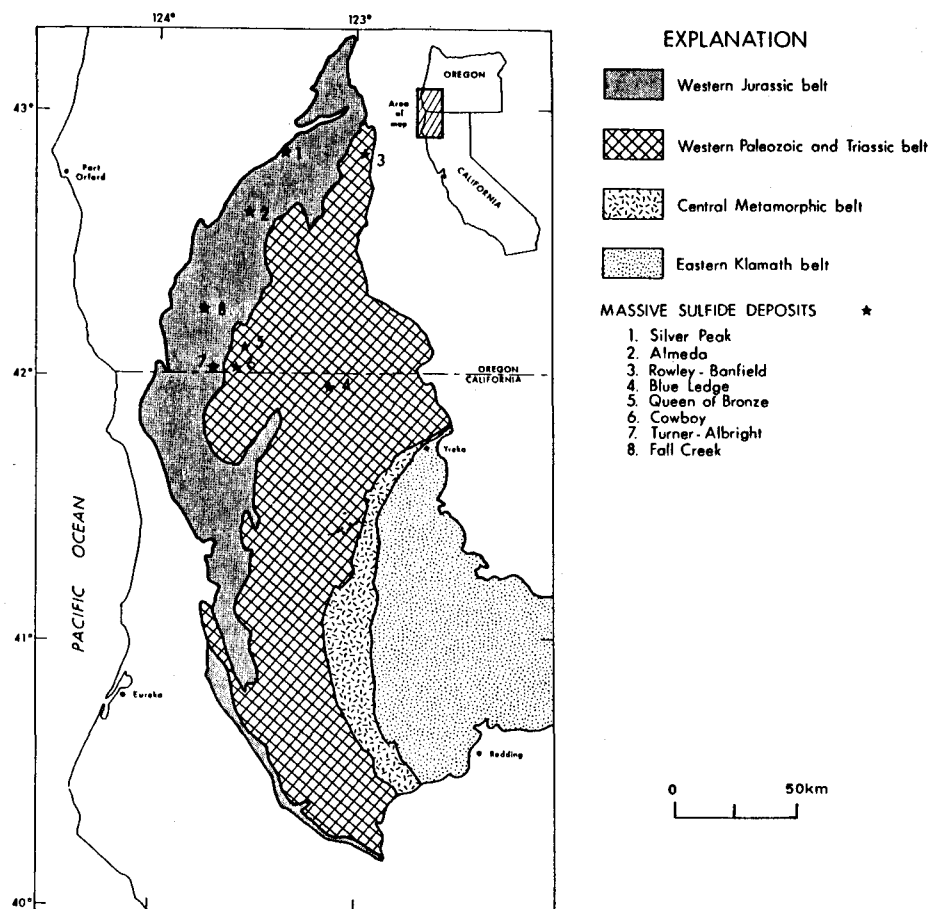 124°
123°
43°
42°
41°
40°
Port
Orford
PACIFIC OCEAN
Eureka
Yreka
Redding
OREGON
CALIFORNIA
1
2
3
8
5
7
6
4
OREGON
Area
of
map
CALIFORNIA
EXPLANATION
Western Jurassic belt
Western Paleozoic and Triassic belt
Central Metamorphic belt
Eastern Klamath belt
MASSIVE SULFIDE DEPOSITS ★
1. Silver Peak
2. Almeda
3. Rowley-Banfield
4. Blue Ledge
5. Queen of Bronze
6. Cowboy
7. Turner-Albright
8. Fall Creek
0 50km